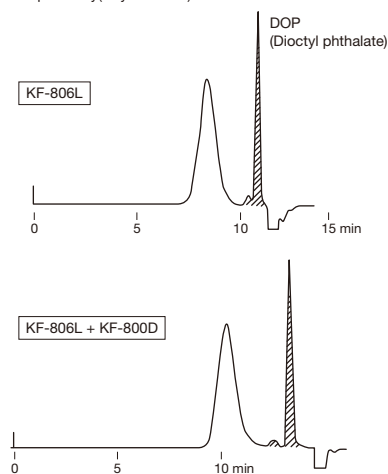 DOP
(Dioctyl phthalate)
KF-806L
0 5 10 15 min
KF-806L + KF-800D
0 5 10 min